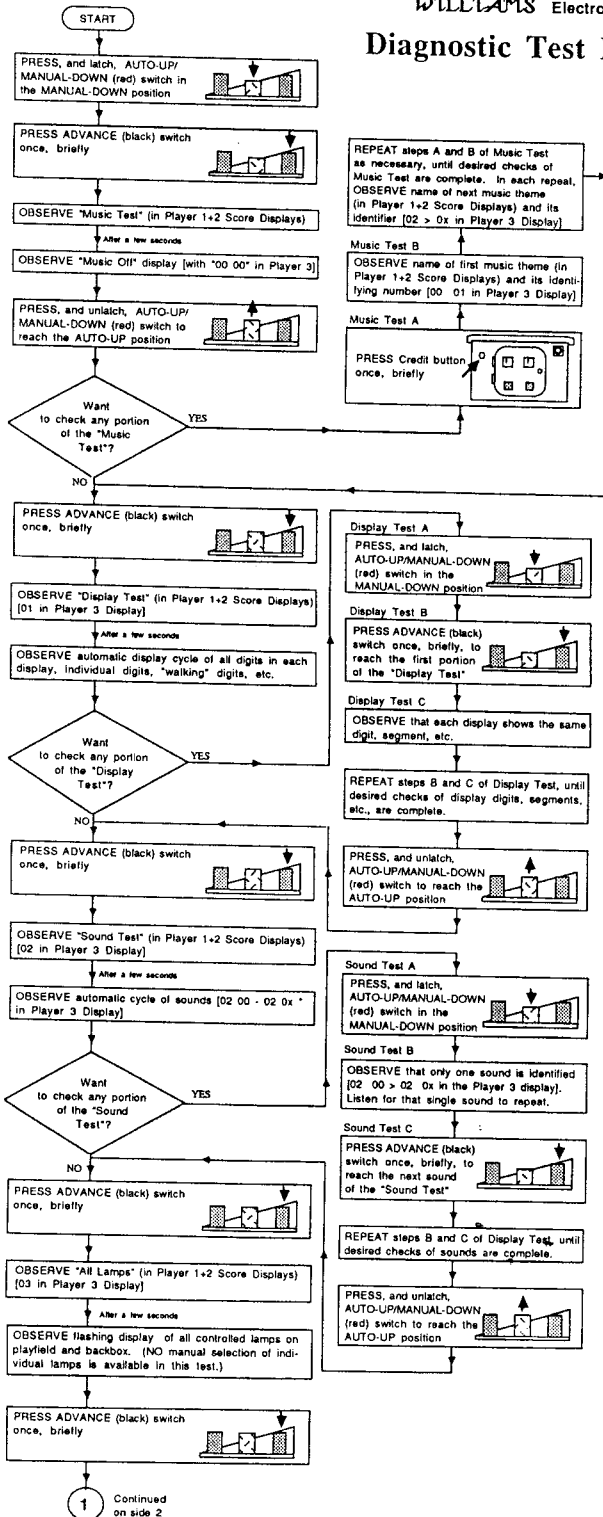 WILLIAMS Electro
Diagnostic Test
START
PRESS, and latch, AUTO-UP/
MANUAL-DOWN (red) switch in
the MANUAL-DOWN position
PRESS ADVANCE (black) switch
once, briefly
OBSERVE "Music Test" (in Player 1+2 Score Displays)
After a few seconds
OBSERVE "Music Off" display [with "00 00" in Player 3]
PRESS, and unlatch, AUTO-UP/
MANUAL-DOWN (red) switch to
reach the AUTO-UP position
Want
to check any portion
of the "Music
Test"?
YES
NO
REPEAT steps A and B of Music Test
as necessary, until desired checks of
Music Test are complete. In each repeat,
OBSERVE name of next music theme
(in Player 1+2 Score Displays) and its
identifier [02 > 0x in Player 3 Display]
Music Test B
OBSERVE name of first music theme (in
Player 1+2 Score Displays) and its identi-
fying number [00 01 in Player 3 Display]
Music Test A
PRESS Credit button
once, briefly
PRESS ADVANCE (black) switch
once, briefly
OBSERVE "Display Test" (in Player 1+2 Score Displays)
[01 in Player 3 Display]
After a few seconds
OBSERVE automatic display cycle of all digits in each
display, individual digits, "walking" digits, etc.
Want
to check any portion
of the "Display
Test"?
YES
NO
Display Test A
PRESS, and latch,
AUTO-UP/MANUAL-DOWN
(red) switch in the
MANUAL-DOWN position
Display Test B
PRESS ADVANCE (black)
switch once, briefly, to
reach the first portion
of the "Display Test"
Display Test C
OBSERVE that each display shows the same
digit, segment, etc.
REPEAT steps B and C of Display Test, until
desired checks of display digits, segments,
etc., are complete.
PRESS, and unlatch,
AUTO-UP/MANUAL-DOWN
(red) switch to reach the
AUTO-UP position
PRESS ADVANCE (black) switch
once, briefly
OBSERVE "Sound Test" (in Player 1+2 Score Displays)
[02 in Player 3 Display]
After a few seconds
OBSERVE automatic cycle of sounds [02 00 - 02 0x *
in Player 3 Display]
Want
to check any portion
of the "Sound
Test"?
YES
NO
Sound Test A
PRESS, and latch,
AUTO-UP/MANUAL-DOWN
(red) switch in the
MANUAL-DOWN position
Sound Test B
OBSERVE that only one sound is identified
[02 00 > 02 0x in the Player 3 display].
Listen for that single sound to repeat.
Sound Test C
PRESS ADVANCE (black)
switch once, briefly, to
reach the next sound
of the "Sound Test"
REPEAT steps B and C of Display Test, until
desired checks of sounds are complete.
PRESS, and unlatch,
AUTO-UP/MANUAL-DOWN
(red) switch to reach the
AUTO-UP position
PRESS ADVANCE (black) switch
once, briefly
OBSERVE "All Lamps" (in Player 1+2 Score Displays)
[03 in Player 3 Display]
After a few seconds
OBSERVE flashing display of all controlled lamps on
playfield and backbox. (NO manual selection of indi-
vidual lamps is available in this test.)
PRESS ADVANCE (black) switch
once, briefly
1 Continued
on side 2